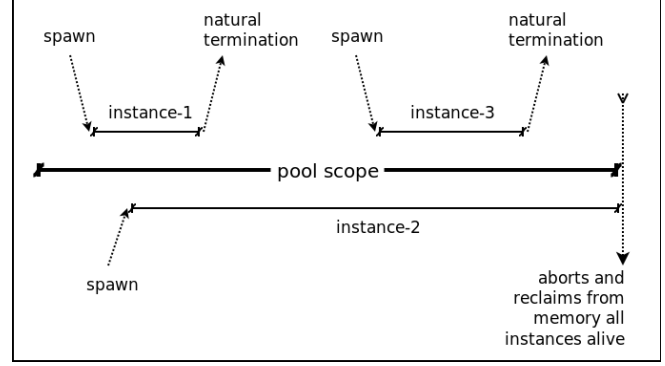 spawn
natural
termination
spawn
natural
termination
instance-1
instance-3
pool scope
instance-2
spawn
aborts and
reclaims from
memory all
instances alive